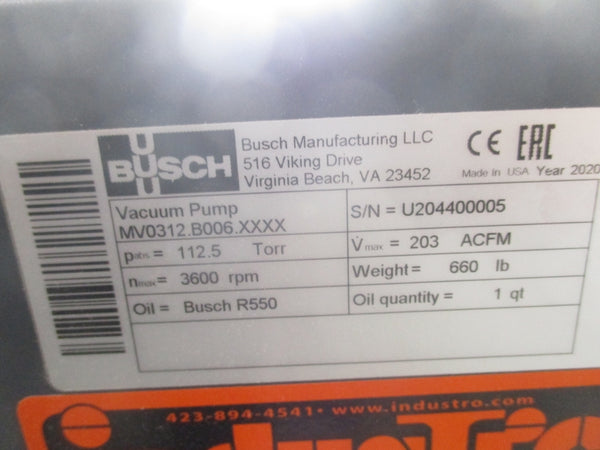 BUSCH
Busch Manufacturing LLC
516 Viking Drive
Virginia Beach, VA 23452
CE EAC
Made In USA Year 2020
Vacuum Pump
MV0312.B006.XXXX
S/N = U204400005
pabs = 112.5 Torr
V̇max = 203 ACFM
nmax = 3600 rpm
Weight = 660 lb
Oil = Busch R550
Oil quantity = 1 qt
423-894-4541 • www.industro.com